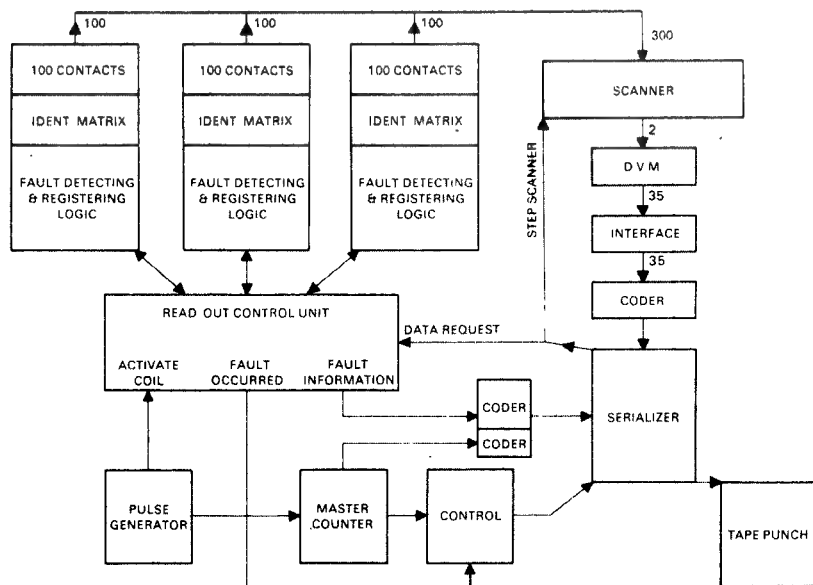 100
100
100
300
100 CONTACTS
100 CONTACTS
100 CONTACTS
SCANNER
IDENT MATRIX
IDENT MATRIX
IDENT MATRIX
2
STEP SCANNER
D V M
FAULT DETECTING
& REGISTERING
LOGIC
FAULT DETECTING
& REGISTERING
LOGIC
FAULT DETECTING
& REGISTERING
LOGIC
35
INTERFACE
35
CODER
READ OUT CONTROL UNIT
DATA REQUEST
ACTIVATE
COIL
FAULT
OCCURRED
FAULT
INFORMATION
CODER
CODER
SERIALIZER
PULSE
GENERATOR
MASTER
COUNTER
CONTROL
TAPE PUNCH